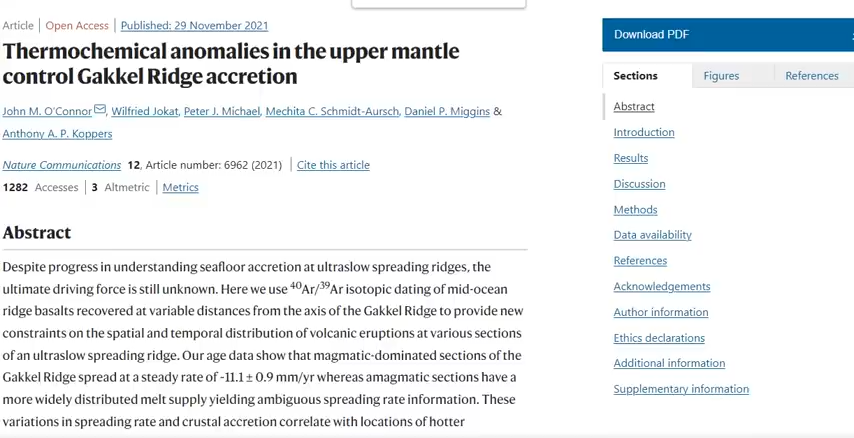 Article | Open Access | Published: 29 November 2021
Thermochemical anomalies in the upper mantle
control Gakkel Ridge accretion
John M. O'Connor, Wilfried Jokat, Peter J. Michael, Mechita C. Schmidt-Aursch, Daniel P. Miggins &
Anthony A. P. Koppers
Nature Communications 12, Article number: 6962 (2021) | Cite this article
1282 Accesses | 3 Altmetric | Metrics
Abstract
Despite progress in understanding seafloor accretion at ultraslow spreading ridges, the
ultimate driving force is still unknown. Here we use ⁴⁰Ar/³⁹Ar isotopic dating of mid-ocean
ridge basalts recovered at variable distances from the axis of the Gakkel Ridge to provide new
constraints on the spatial and temporal distribution of volcanic eruptions at various sections
of an ultraslow spreading ridge. Our age data show that magmatic-dominated sections of the
Gakkel Ridge spread at a steady rate of ~11.1 ± 0.9 mm/yr whereas amagmatic sections have a
more widely distributed melt supply yielding ambiguous spreading rate information. These
variations in spreading rate and crustal accretion correlate with locations of hotter
Download PDF
Sections
Figures
References
Abstract
Introduction
Results
Discussion
Methods
Data availability
References
Acknowledgements
Author information
Ethics declarations
Additional information
Supplementary information